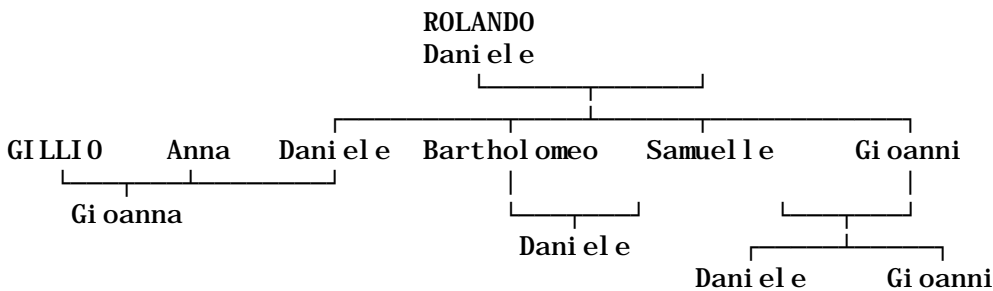 ROLANDO
Daniele
GILLIO Anna Daniele Bartholomeo Samuelle Gioanni
Gioanna
Daniele
Daniele Gioanni